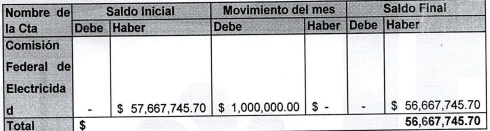 Nombre de la Cta Saldo Inicial Movimiento del mes Saldo Final
Debe Haber Debe Haber Debe Haber
Comisión
Federal de
Electricida
d - $ 57,667,745.70 $ 1,000,000.00 $ - - $ 56,667,745.70
Total $ 56,667,745.70